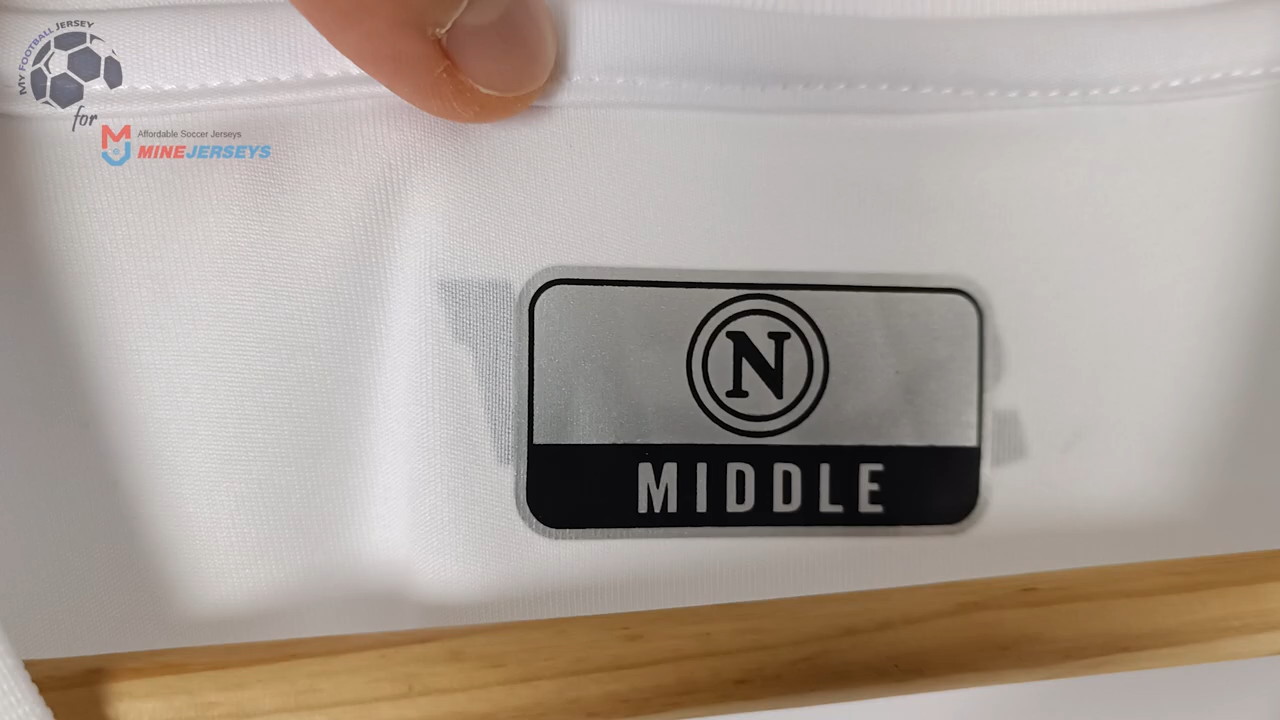 MY FOOTBALL JERSEY
for
Affordable Soccer Jerseys
MINEJERSEYS
N
MIDDLE